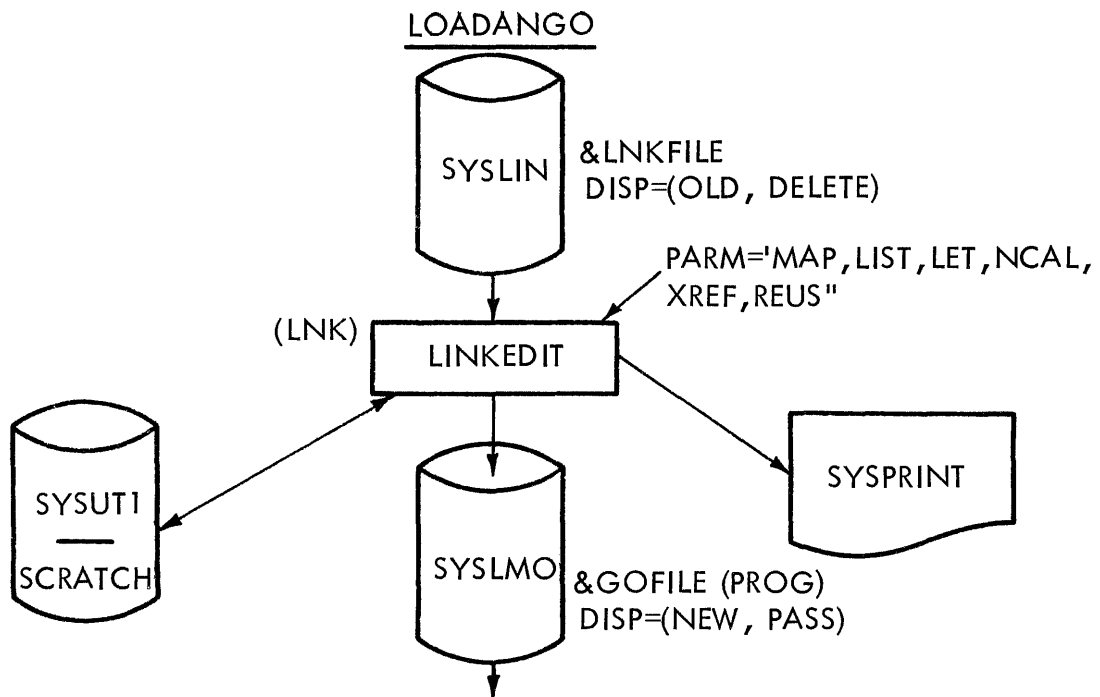 LOADANGO
SYSLIN
&LNKFILE
DISP=(OLD, DELETE)
PARM='MAP,LIST,LET,NCAL,
XREF,REUS"
(LNK)
LINKEDIT
SYSUT1
SCRATCH
SYSPRINT
SYSLMO
&GOFILE (PROG)
DISP=(NEW, PASS)